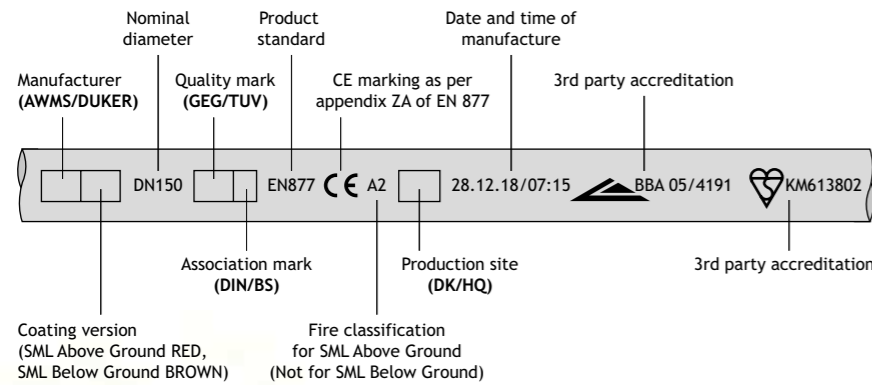 Nominal
diameter
Product
standard
Date and time of
manufacture
Manufacturer
(AWMS/DUKER)
Quality mark
(GEG/TUV)
CE marking as per
appendix ZA of EN 877
3rd party accreditation
DN150 EN877 CE A2 28.12.18/07:15 BBA 05/4191 KM613802
Association mark
(DIN/BS)
Production site
(DK/HQ)
3rd party accreditation
Coating version
(SML Above Ground RED,
SML Below Ground BROWN)
Fire classification
for SML Above Ground
(Not for SML Below Ground)